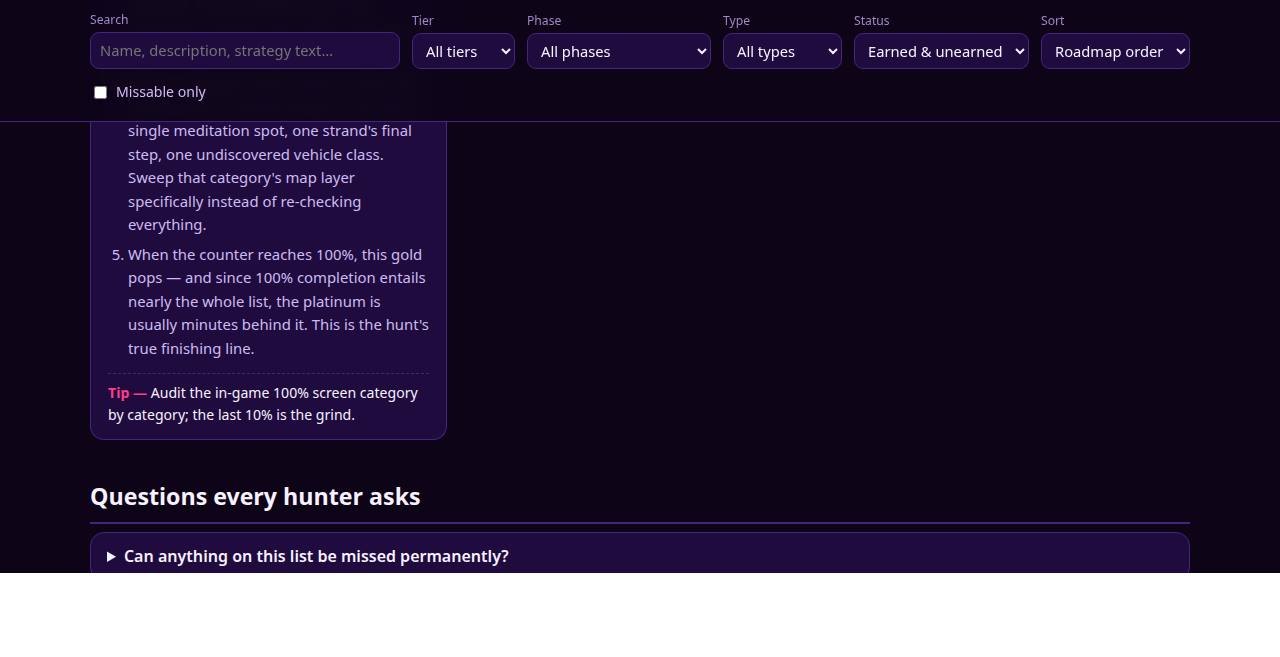 Search
Tier
Phase
Type
Status
Sort
Name, description, strategy text...
All tiers
All phases
All types
Earned & unearned
Roadmap order
Missable only
single meditation spot, one strand's final
step, one undiscovered vehicle class.
Sweep that category's map layer
specifically instead of re-checking
everything.
5. When the counter reaches 100%, this gold
pops — and since 100% completion entails
nearly the whole list, the platinum is
usually minutes behind it. This is the hunt's
true finishing line.
Tip — Audit the in-game 100% screen category
by category; the last 10% is the grind.
Questions every hunter asks
Can anything on this list be missed permanently?